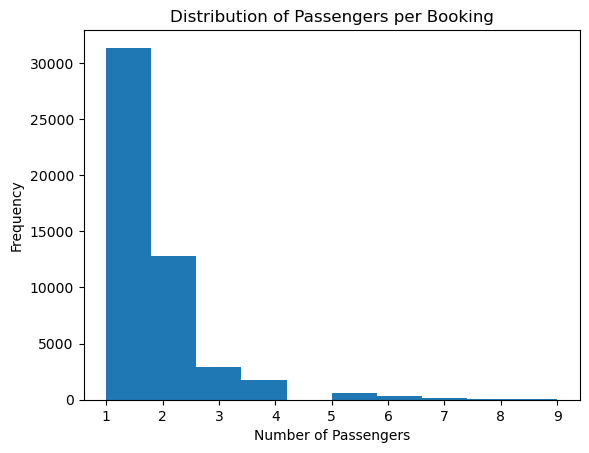 Distribution of Passengers per Booking
30000
25000
20000
15000
10000
5000
0
Frequency
1 2 3 4 5 6 7 8 9
Number of Passengers